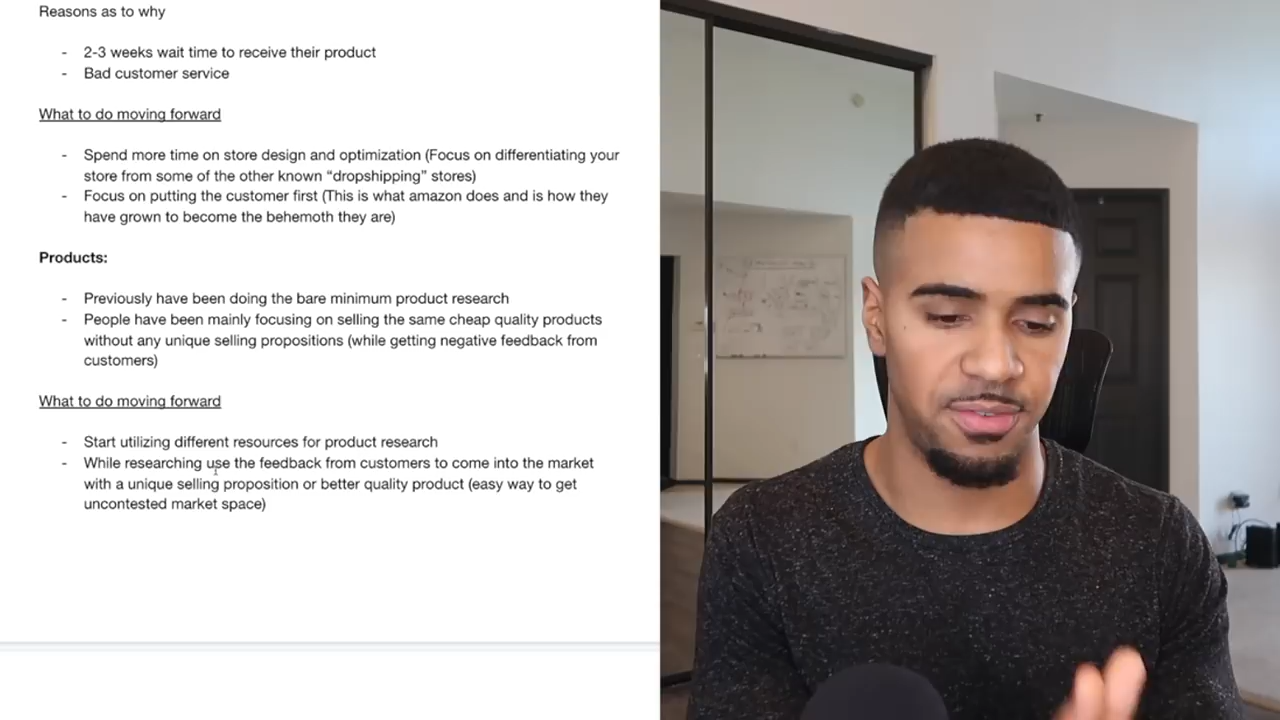 Reasons as to why
- 2-3 weeks wait time to receive their product
- Bad customer service
What to do moving forward
- Spend more time on store design and optimization (Focus on differentiating your
store from some of the other known “dropshipping” stores)
- Focus on putting the customer first (This is what amazon does and is how they
have grown to become the behemoth they are)
Products:
- Previously have been doing the bare minimum product research
- People have been mainly focusing on selling the same cheap quality products
without any unique selling propositions (while getting negative feedback from
customers)
What to do moving forward
- Start utilizing different resources for product research
- While researching use the feedback from customers to come into the market
with a unique selling proposition or better quality product (easy way to get
uncontested market space)